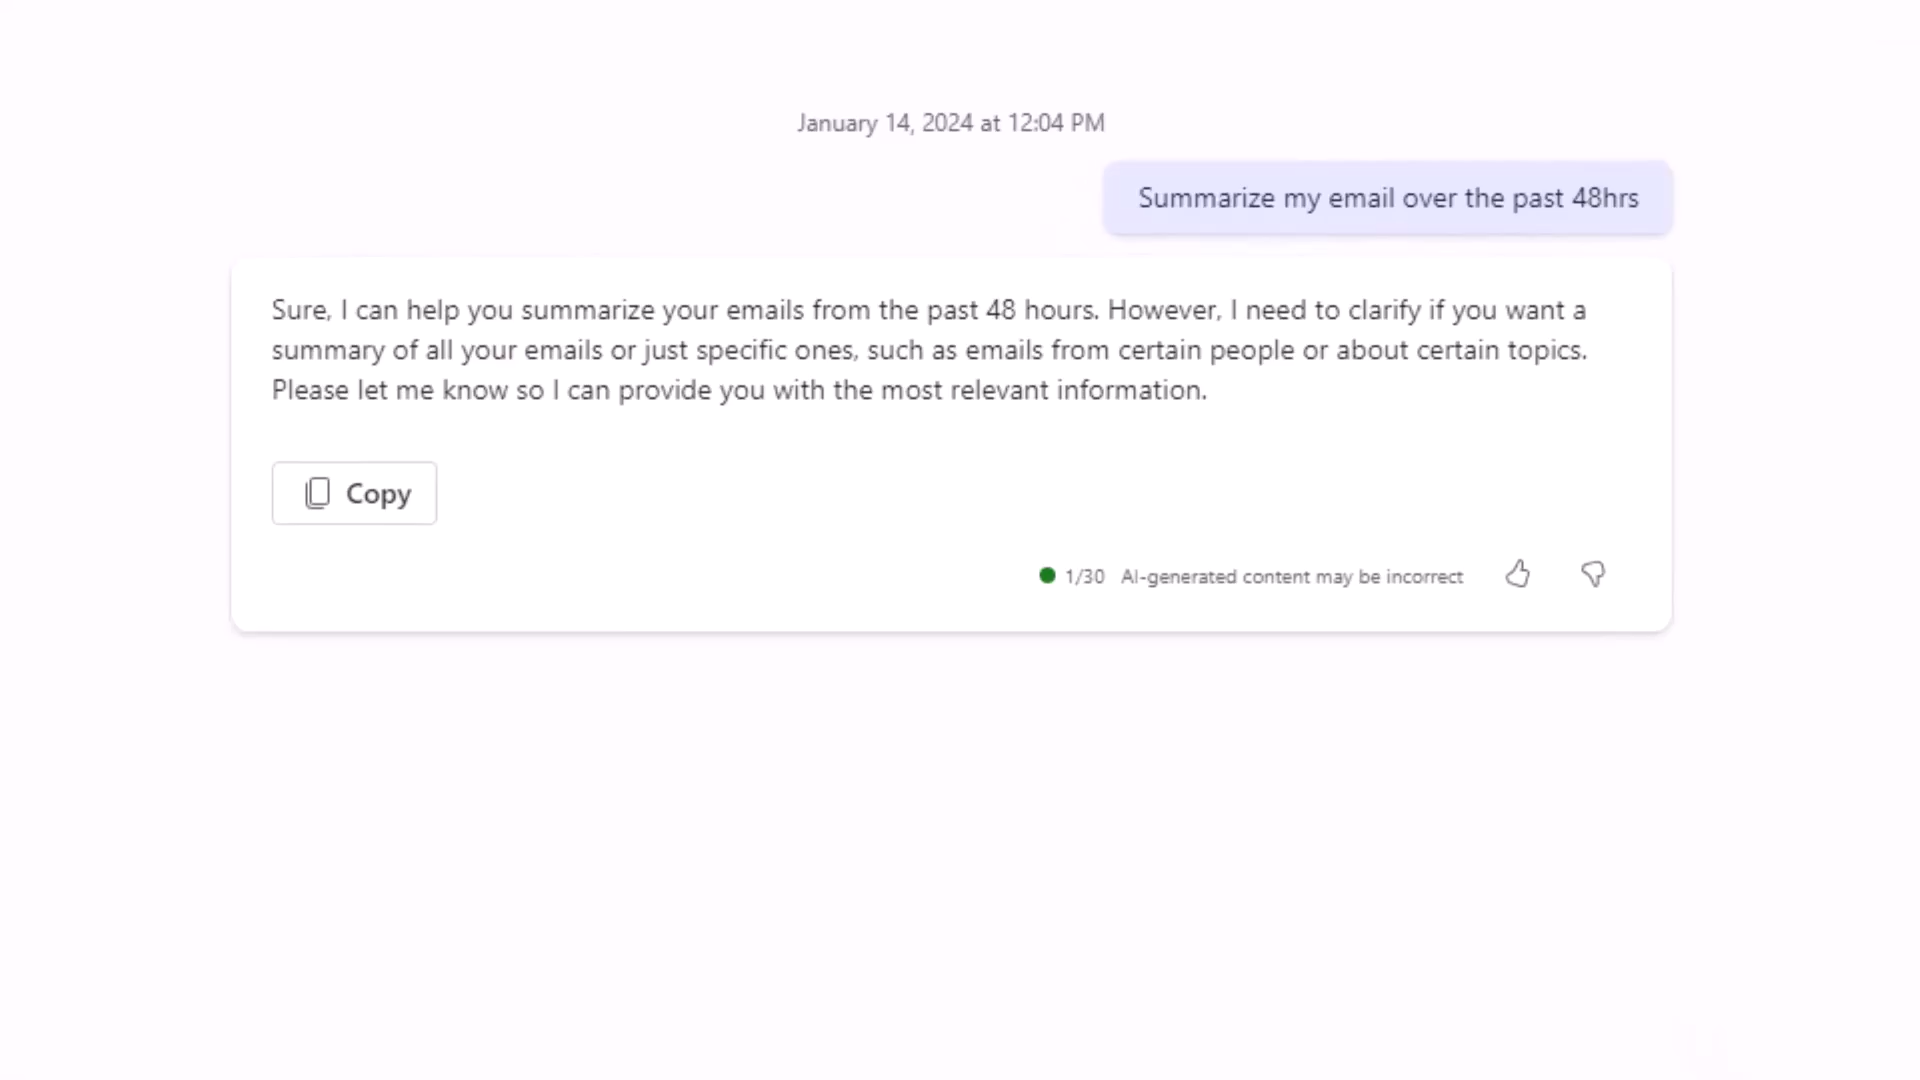 January 14, 2024 at 12:04 PM
Summarize my email over the past 48hrs
Sure, I can help you summarize your emails from the past 48 hours. However, I need to clarify if you want a
summary of all your emails or just specific ones, such as emails from certain people or about certain topics.
Please let me know so I can provide you with the most relevant information.
Copy
1/30 AI-generated content may be incorrect